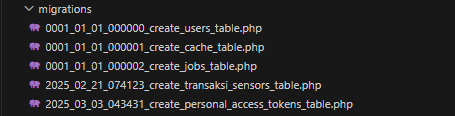 migrations
0001_01_01_000000_create_users_table.php
0001_01_01_000001_create_cache_table.php
0001_01_01_000002_create_jobs_table.php
2025_02_21_074123_create_transaksi_sensors_table.php
2025_03_03_043431_create_personal_access_tokens_table.php